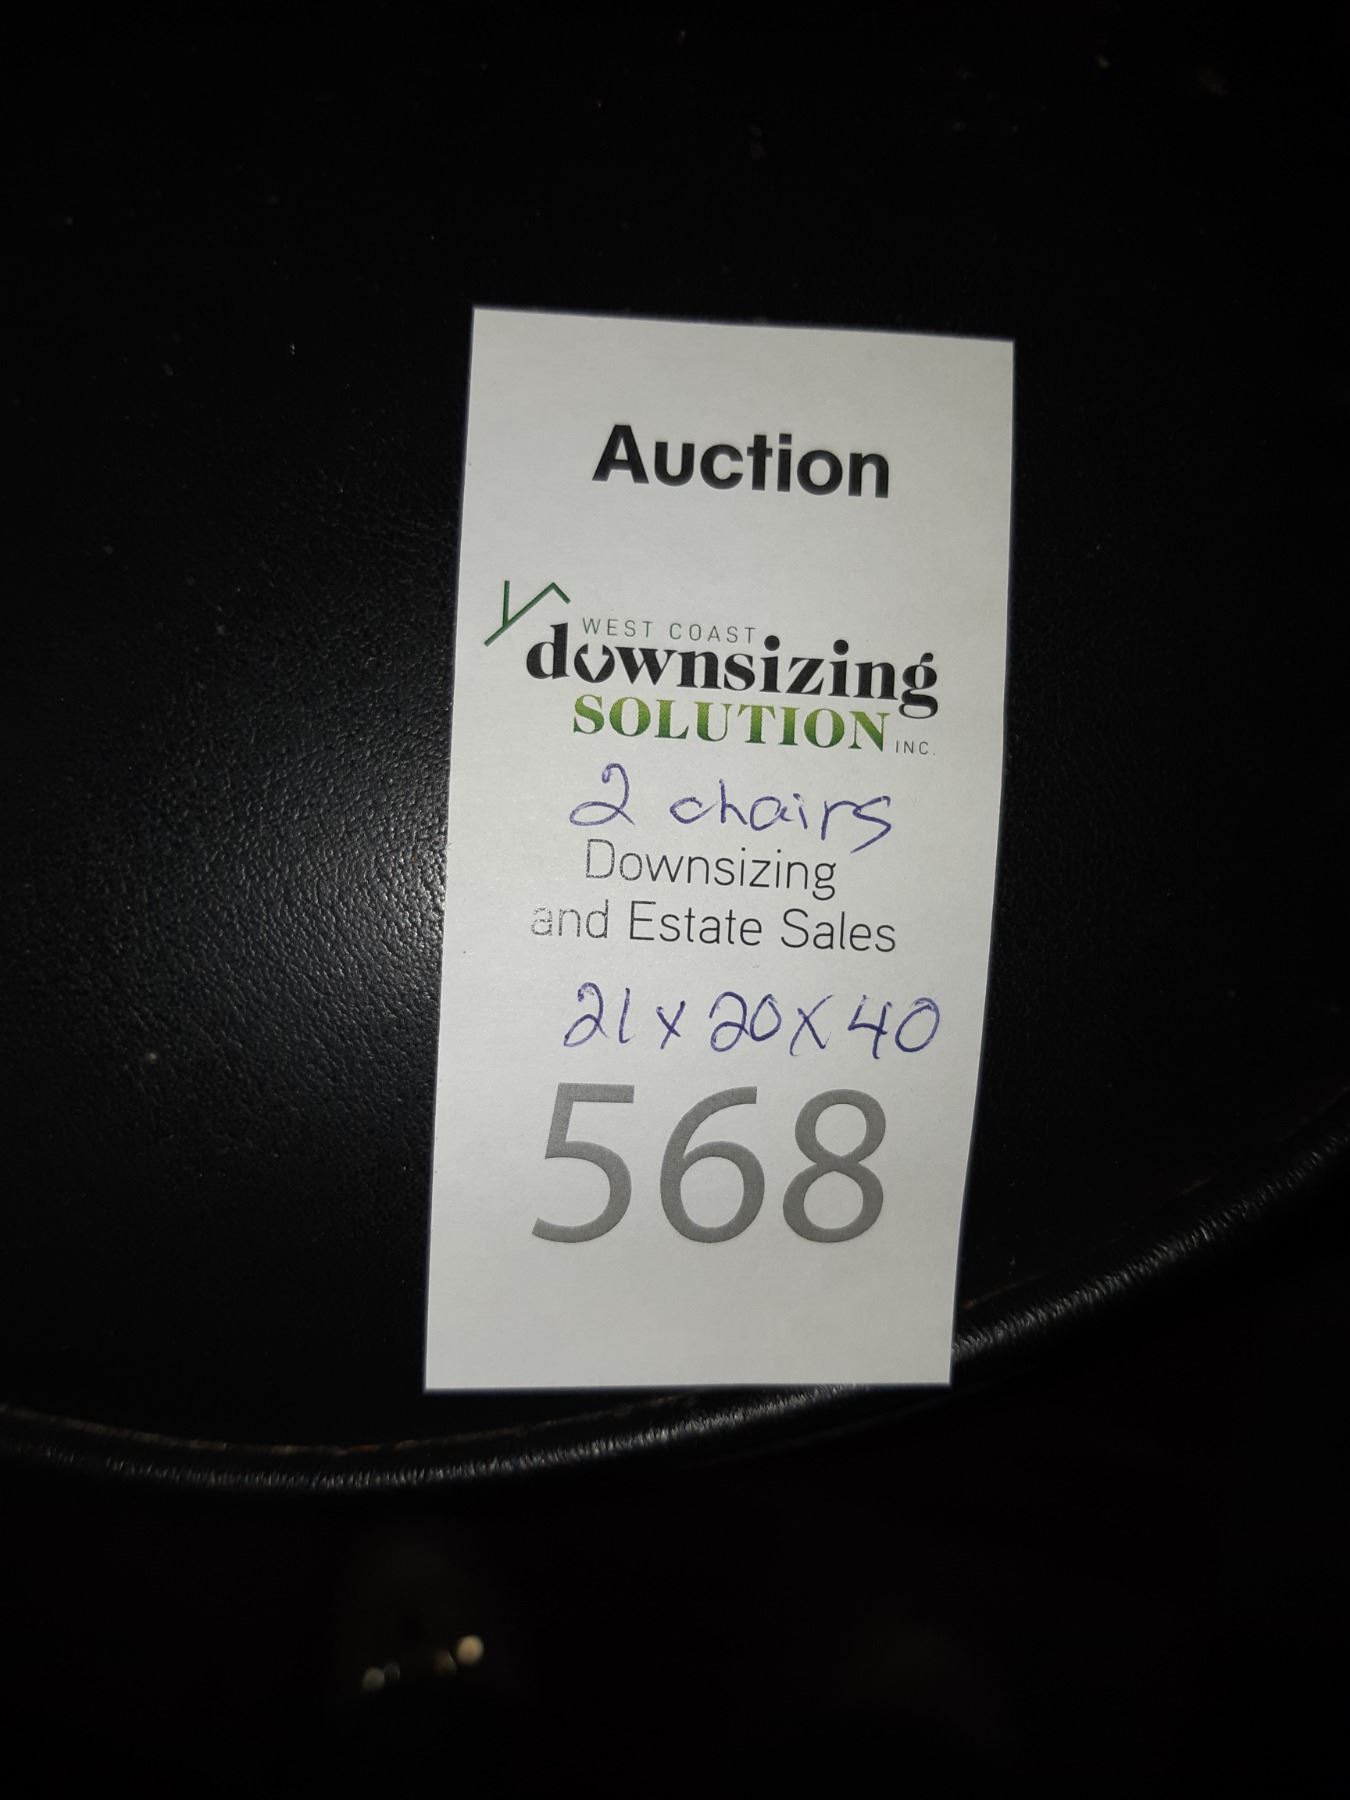 Auction
WEST COAST
downsizing
SOLUTION INC.
2 chairs
Downsizing
and Estate Sales
21 x 20 x 40
568